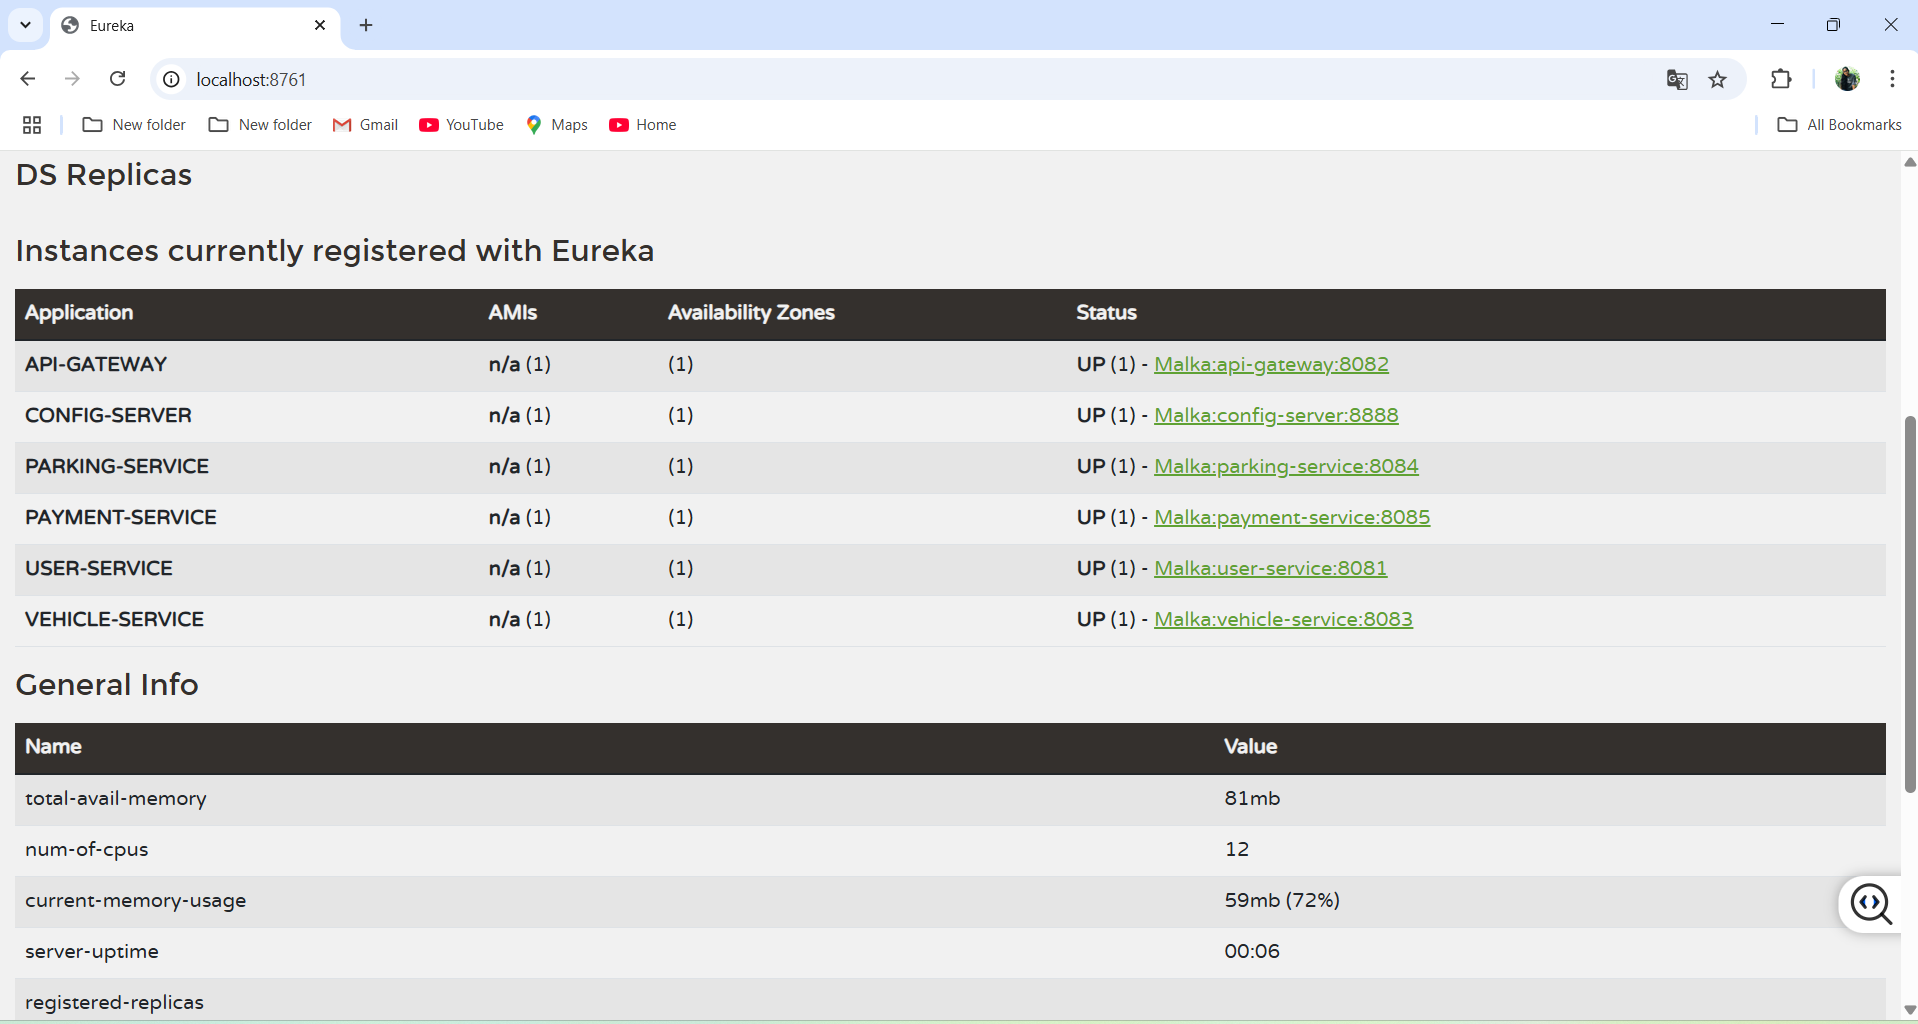 Eureka
localhost:8761
New folder New folder Gmail YouTube Maps Home All Bookmarks
DS Replicas
Instances currently registered with Eureka
Application AMIs Availability Zones Status
API-GATEWAY n/a (1) (1) UP (1) - Malka:api-gateway:8082
CONFIG-SERVER n/a (1) (1) UP (1) - Malka:config-server:8888
PARKING-SERVICE n/a (1) (1) UP (1) - Malka:parking-service:8084
PAYMENT-SERVICE n/a (1) (1) UP (1) - Malka:payment-service:8085
USER-SERVICE n/a (1) (1) UP (1) - Malka:user-service:8081
VEHICLE-SERVICE n/a (1) (1) UP (1) - Malka:vehicle-service:8083
General Info
Name Value
total-avail-memory 81mb
num-of-cpus 12
current-memory-usage 59mb (72%)
server-uptime 00:06
registered-replicas